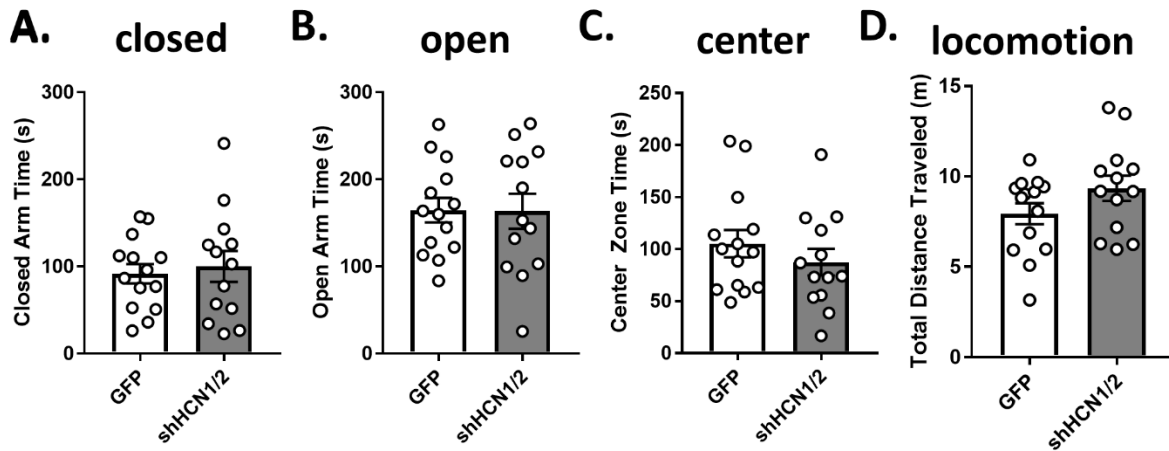 A. closed
B. open
C. center
D. locomotion
Closed Arm Time (s)
300
200
100
0
GFP
shHCN1/2
Open Arm Time (s)
300
200
100
0
GFP
shHCN1/2
Center Zone Time (s)
250
200
150
100
50
0
GFP
shHCN1/2
Total Distance Traveled (m)
15
10
5
0
GFP
shHCN1/2